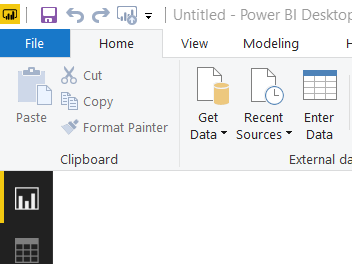 Untitled - Power BI Desktop
File Home View Modeling
Cut
Copy
Format Painter
Paste
Get Data
Recent Sources
Enter Data
Clipboard
External da